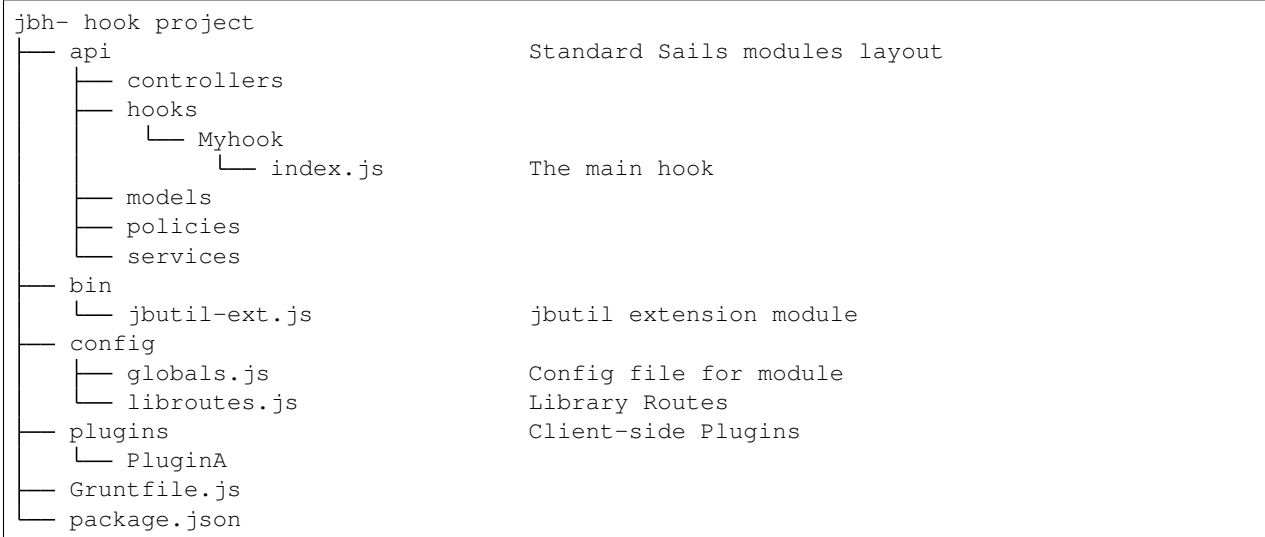 jbh- hook project
├── api                             Standard Sails modules layout
│   ├── controllers
│   ├── hooks
│   │    └── Myhook
│   │         └── index.js          The main hook
│   ├── models
│   ├── policies
│   └── services
├── bin
│   └── jbutil-ext.js               jbutil extension module
├── config
│   ├── globals.js                  Config file for module
│   └── libroutes.js                Library Routes
├── plugins                         Client-side Plugins
│   └── PluginA
├── Gruntfile.js
└── package.json